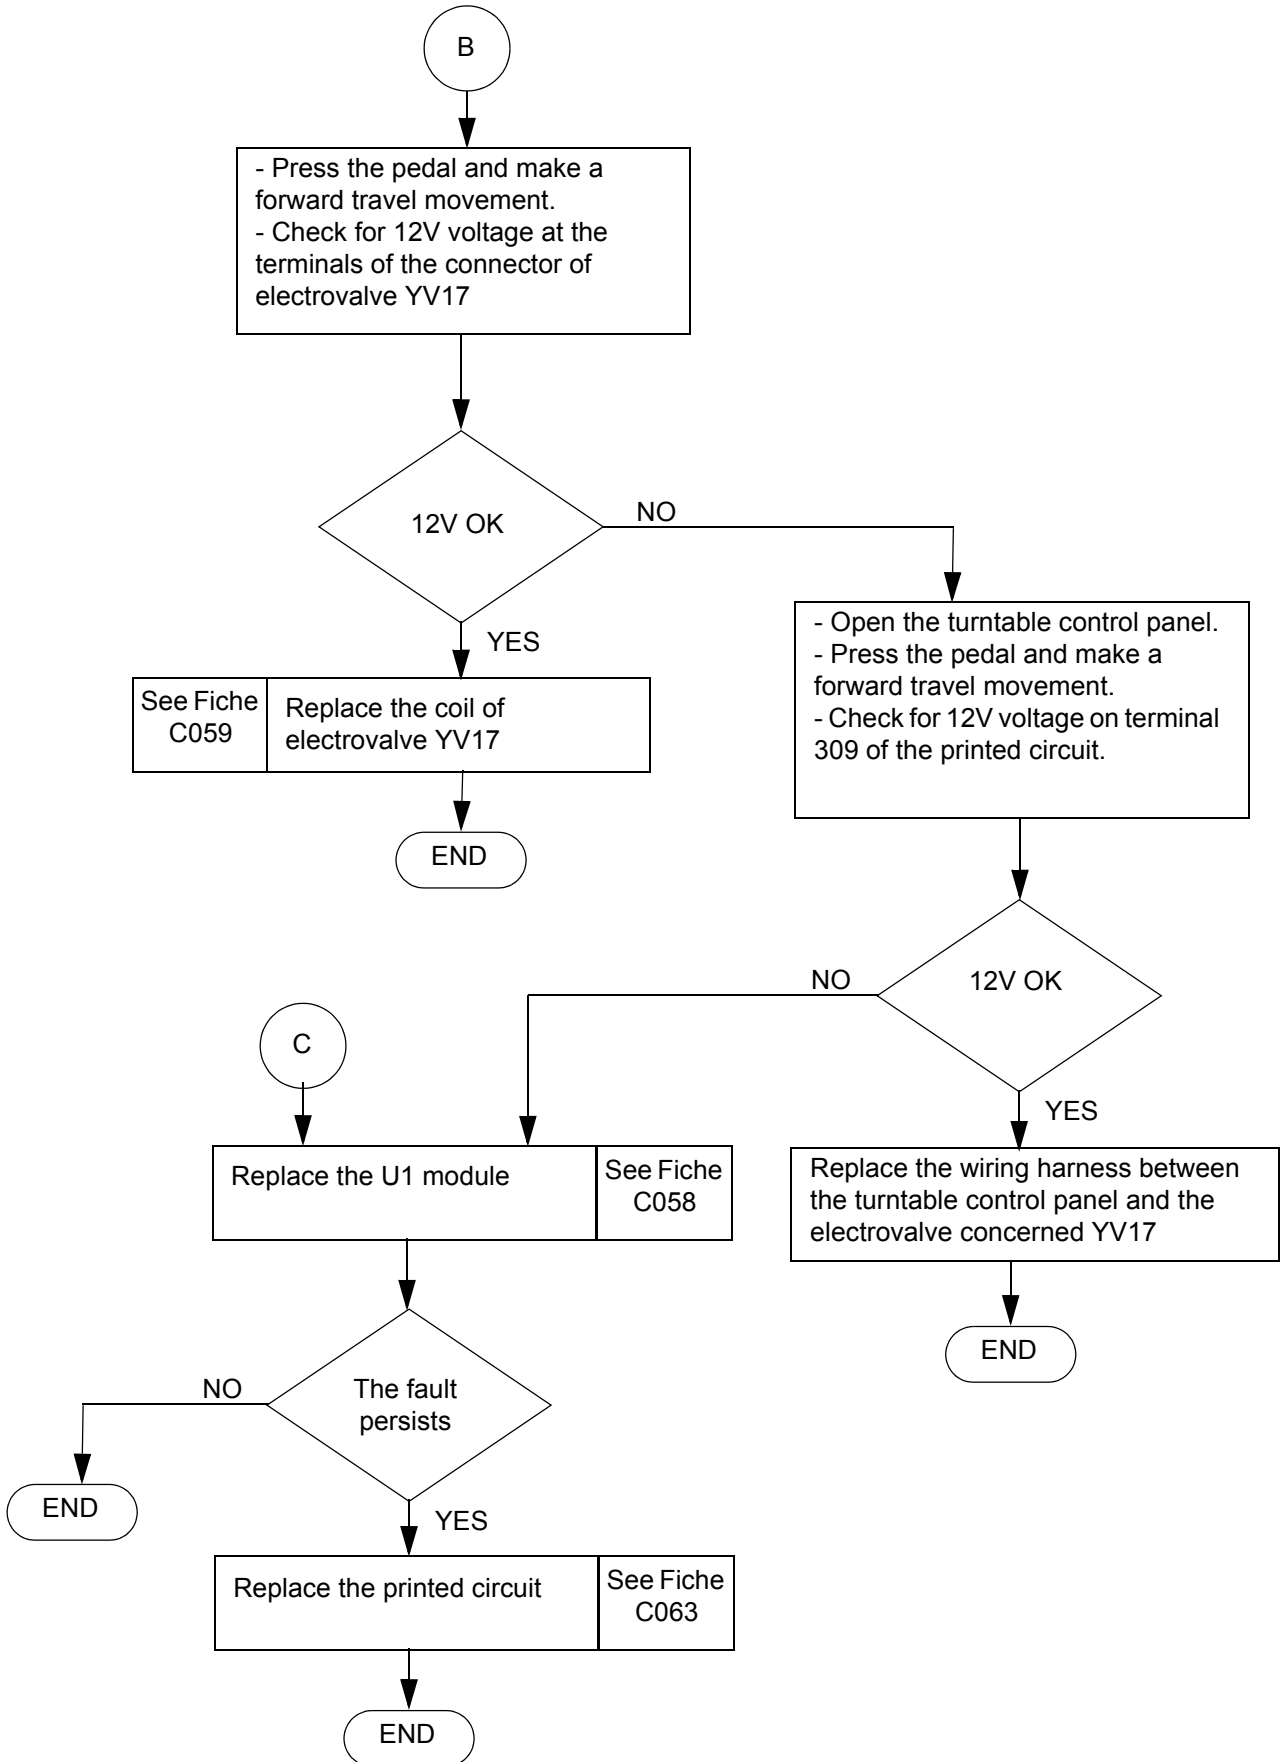 B
- Press the pedal and make a
forward travel movement.
- Check for 12V voltage at the
terminals of the connector of
electrovalve YV17
12V OK
NO
YES
See Fiche
C059
Replace the coil of
electrovalve YV17
END
- Open the turntable control panel.
- Press the pedal and make a
forward travel movement.
- Check for 12V voltage on terminal
309 of the printed circuit.
12V OK
NO
YES
Replace the wiring harness between
the turntable control panel and the
electrovalve concerned YV17
END
C
Replace the U1 module
See Fiche
C058
The fault
persists
NO
END
YES
Replace the printed circuit
See Fiche
C063
END